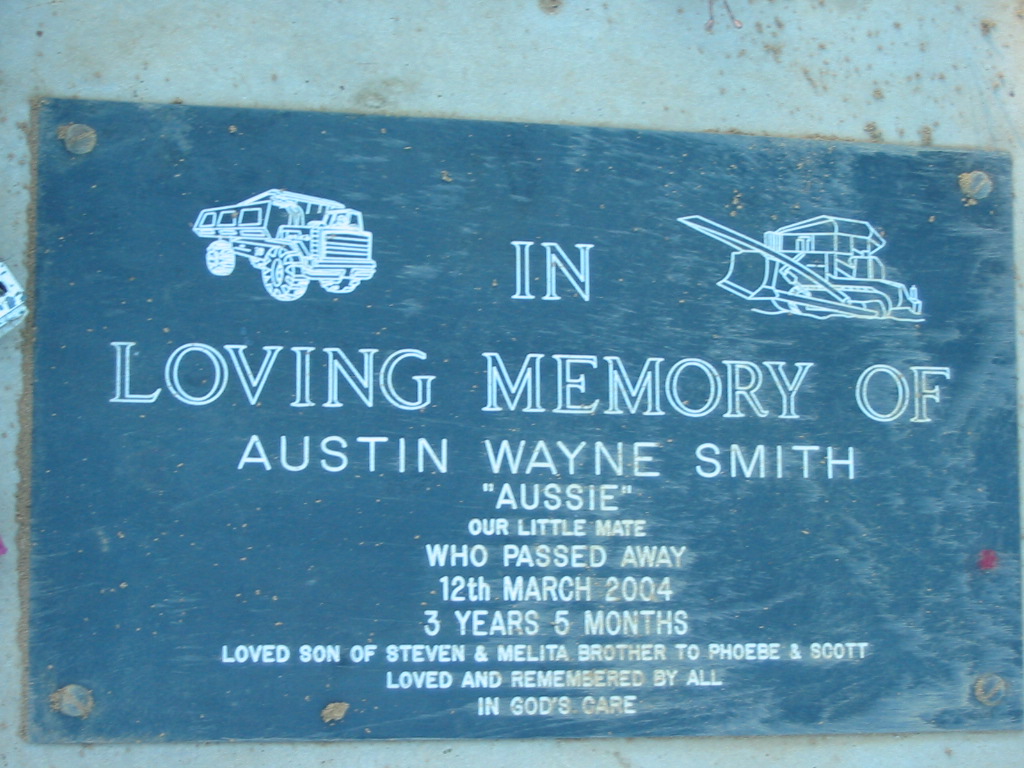 IN
LOVING MEMORY OF
AUSTIN WAYNE SMITH
"AUSSIE"
OUR LITTLE MATE
WHO PASSED AWAY
12th MARCH 2004
3 YEARS 5 MONTHS
LOVED SON OF STEVEN & MELITA BROTHER TO PHOEBE & SCOTT
LOVED AND REMEMBERED BY ALL
IN GOD'S CARE